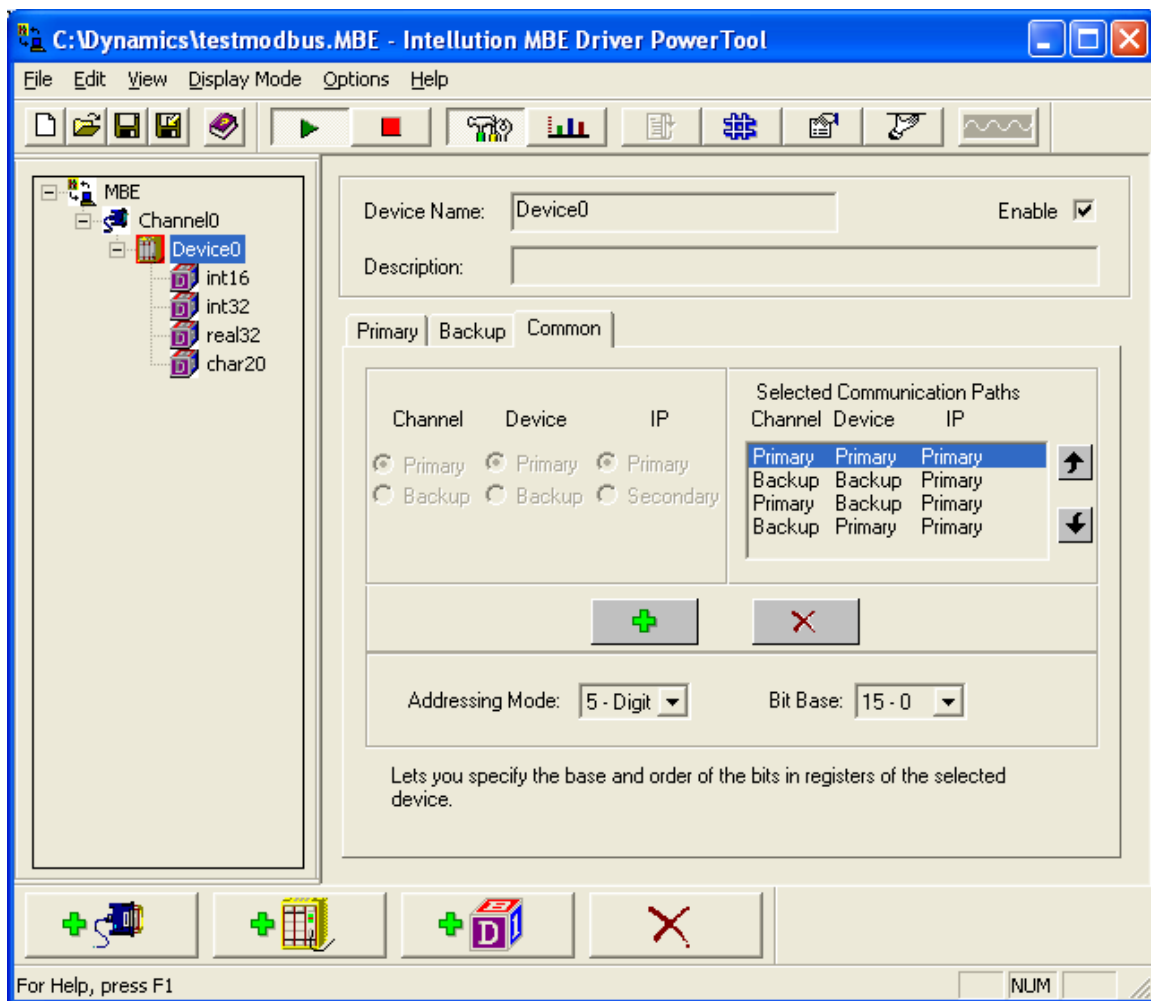 C:\Dynamics\testmodbus.MBE - Intellution MBE Driver PowerTool
File Edit View Display Mode Options Help
MBE
Channel0
Device0
int16
int32
real32
char20
Device Name: Device0 Enable
Description:
Primary Backup Common
Channel Device IP
Primary Primary Primary
Backup Backup Secondary
Selected Communication Paths
Channel Device IP
Primary Primary Primary
Backup Backup Primary
Primary Backup Primary
Backup Primary Primary
Addressing Mode: 5 - Digit Bit Base: 15 - 0
Lets you specify the base and order of the bits in registers of the selected
device.
D
For Help, press F1 NUM